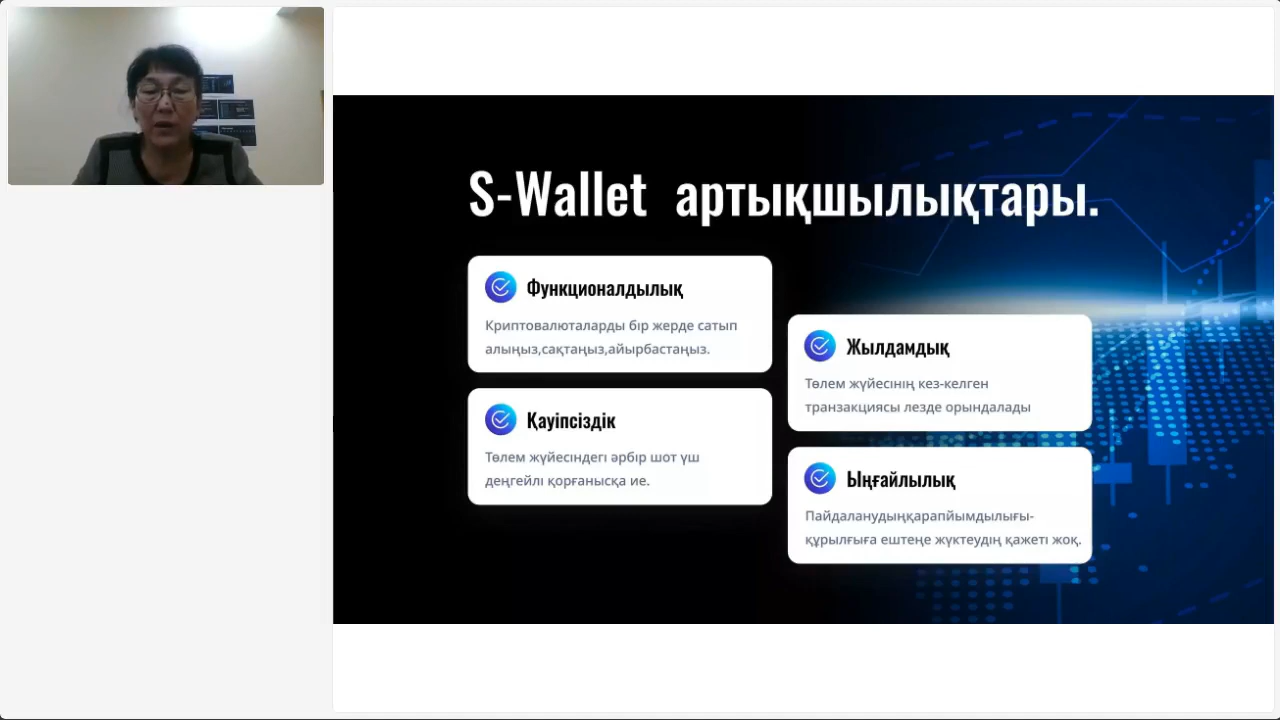 S-Wallet артықшылықтары.
Функционалдылық
Криптовалюталарды бір жерде сатып
алыңыз,сақтаңыз,айырбастаңыз.
Қауіпсіздік
Төлем жүйесіндегі әрбір шот үш
деңгейлі қорғанысқа ие.
Жылдамдық
Төлем жүйесінің кез-келген
транзакциясы лезде орындалады
Ыңғайлылық
Пайдаланудыңқарапйымдылығы-
құрылғыға ештеңе жүктеудің қажеті жоқ.